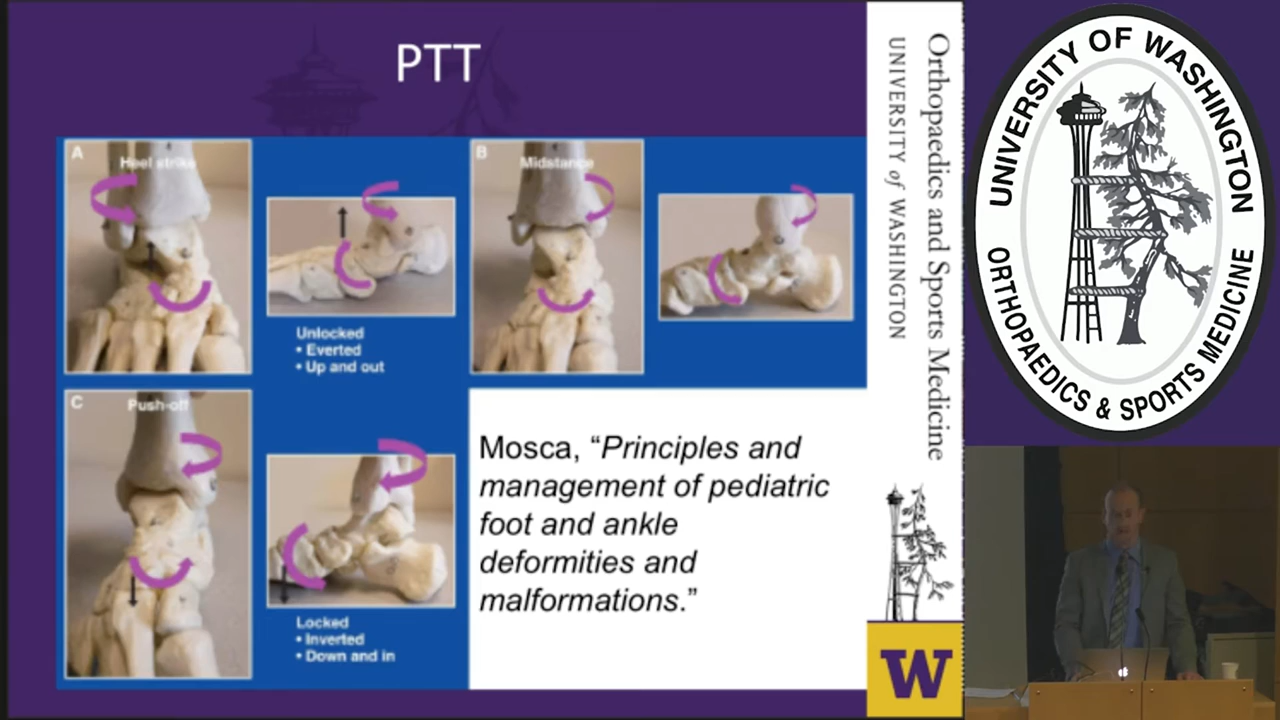 PTT
A
Heel strike
B
Midstance
Unlocked
• Everted
• Up and out
C
Push-off
Locked
• Inverted
• Down and in
Mosca, “Principles and
management of pediatric
foot and ankle
deformities and
malformations.”
Orthopaedics and Sports Medicine
UNIVERSITY of WASHINGTON
W
UNIVERSITY OF WASHINGTON
ORTHOPAEDICS & SPORTS MEDICINE